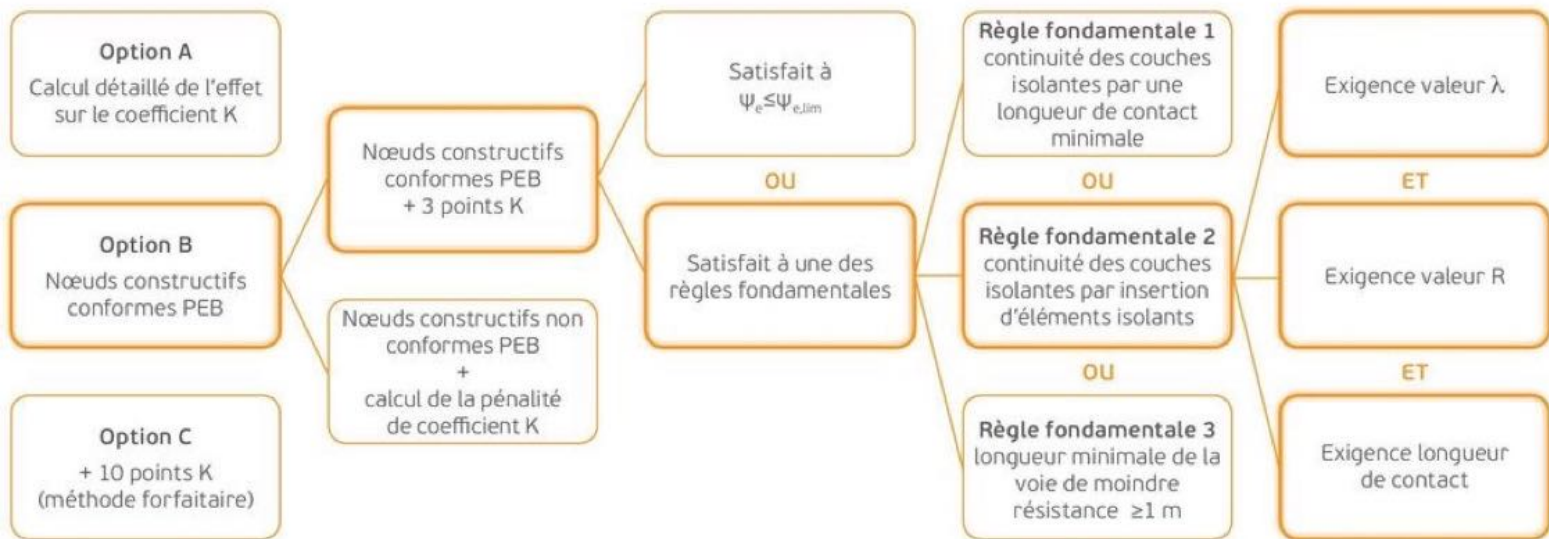 Option A
Calcul détaillé de l'effet
sur le coefficient K
Option B
Nœuds constructifs
conformes PEB
Option C
+ 10 points K
(méthode forfaitaire)
Nœuds constructifs
conformes PEB
+ 3 points K
Nœuds constructifs non
conformes PEB
+
calcul de la pénalité
de coefficient K
Satisfait à
Ψe≤Ψe,lim
OU
Satisfait à une des
règles fondamentales
Règle fondamentale 1
continuité des couches
isolantes par une
longueur de contact
minimale
OU
Règle fondamentale 2
continuité des couches
isolantes par insertion
d'éléments isolants
OU
Règle fondamentale 3
longueur minimale de la
voie de moindre
résistance ≥1 m
Exigence valeur λ
ET
Exigence valeur R
ET
Exigence longueur
de contact